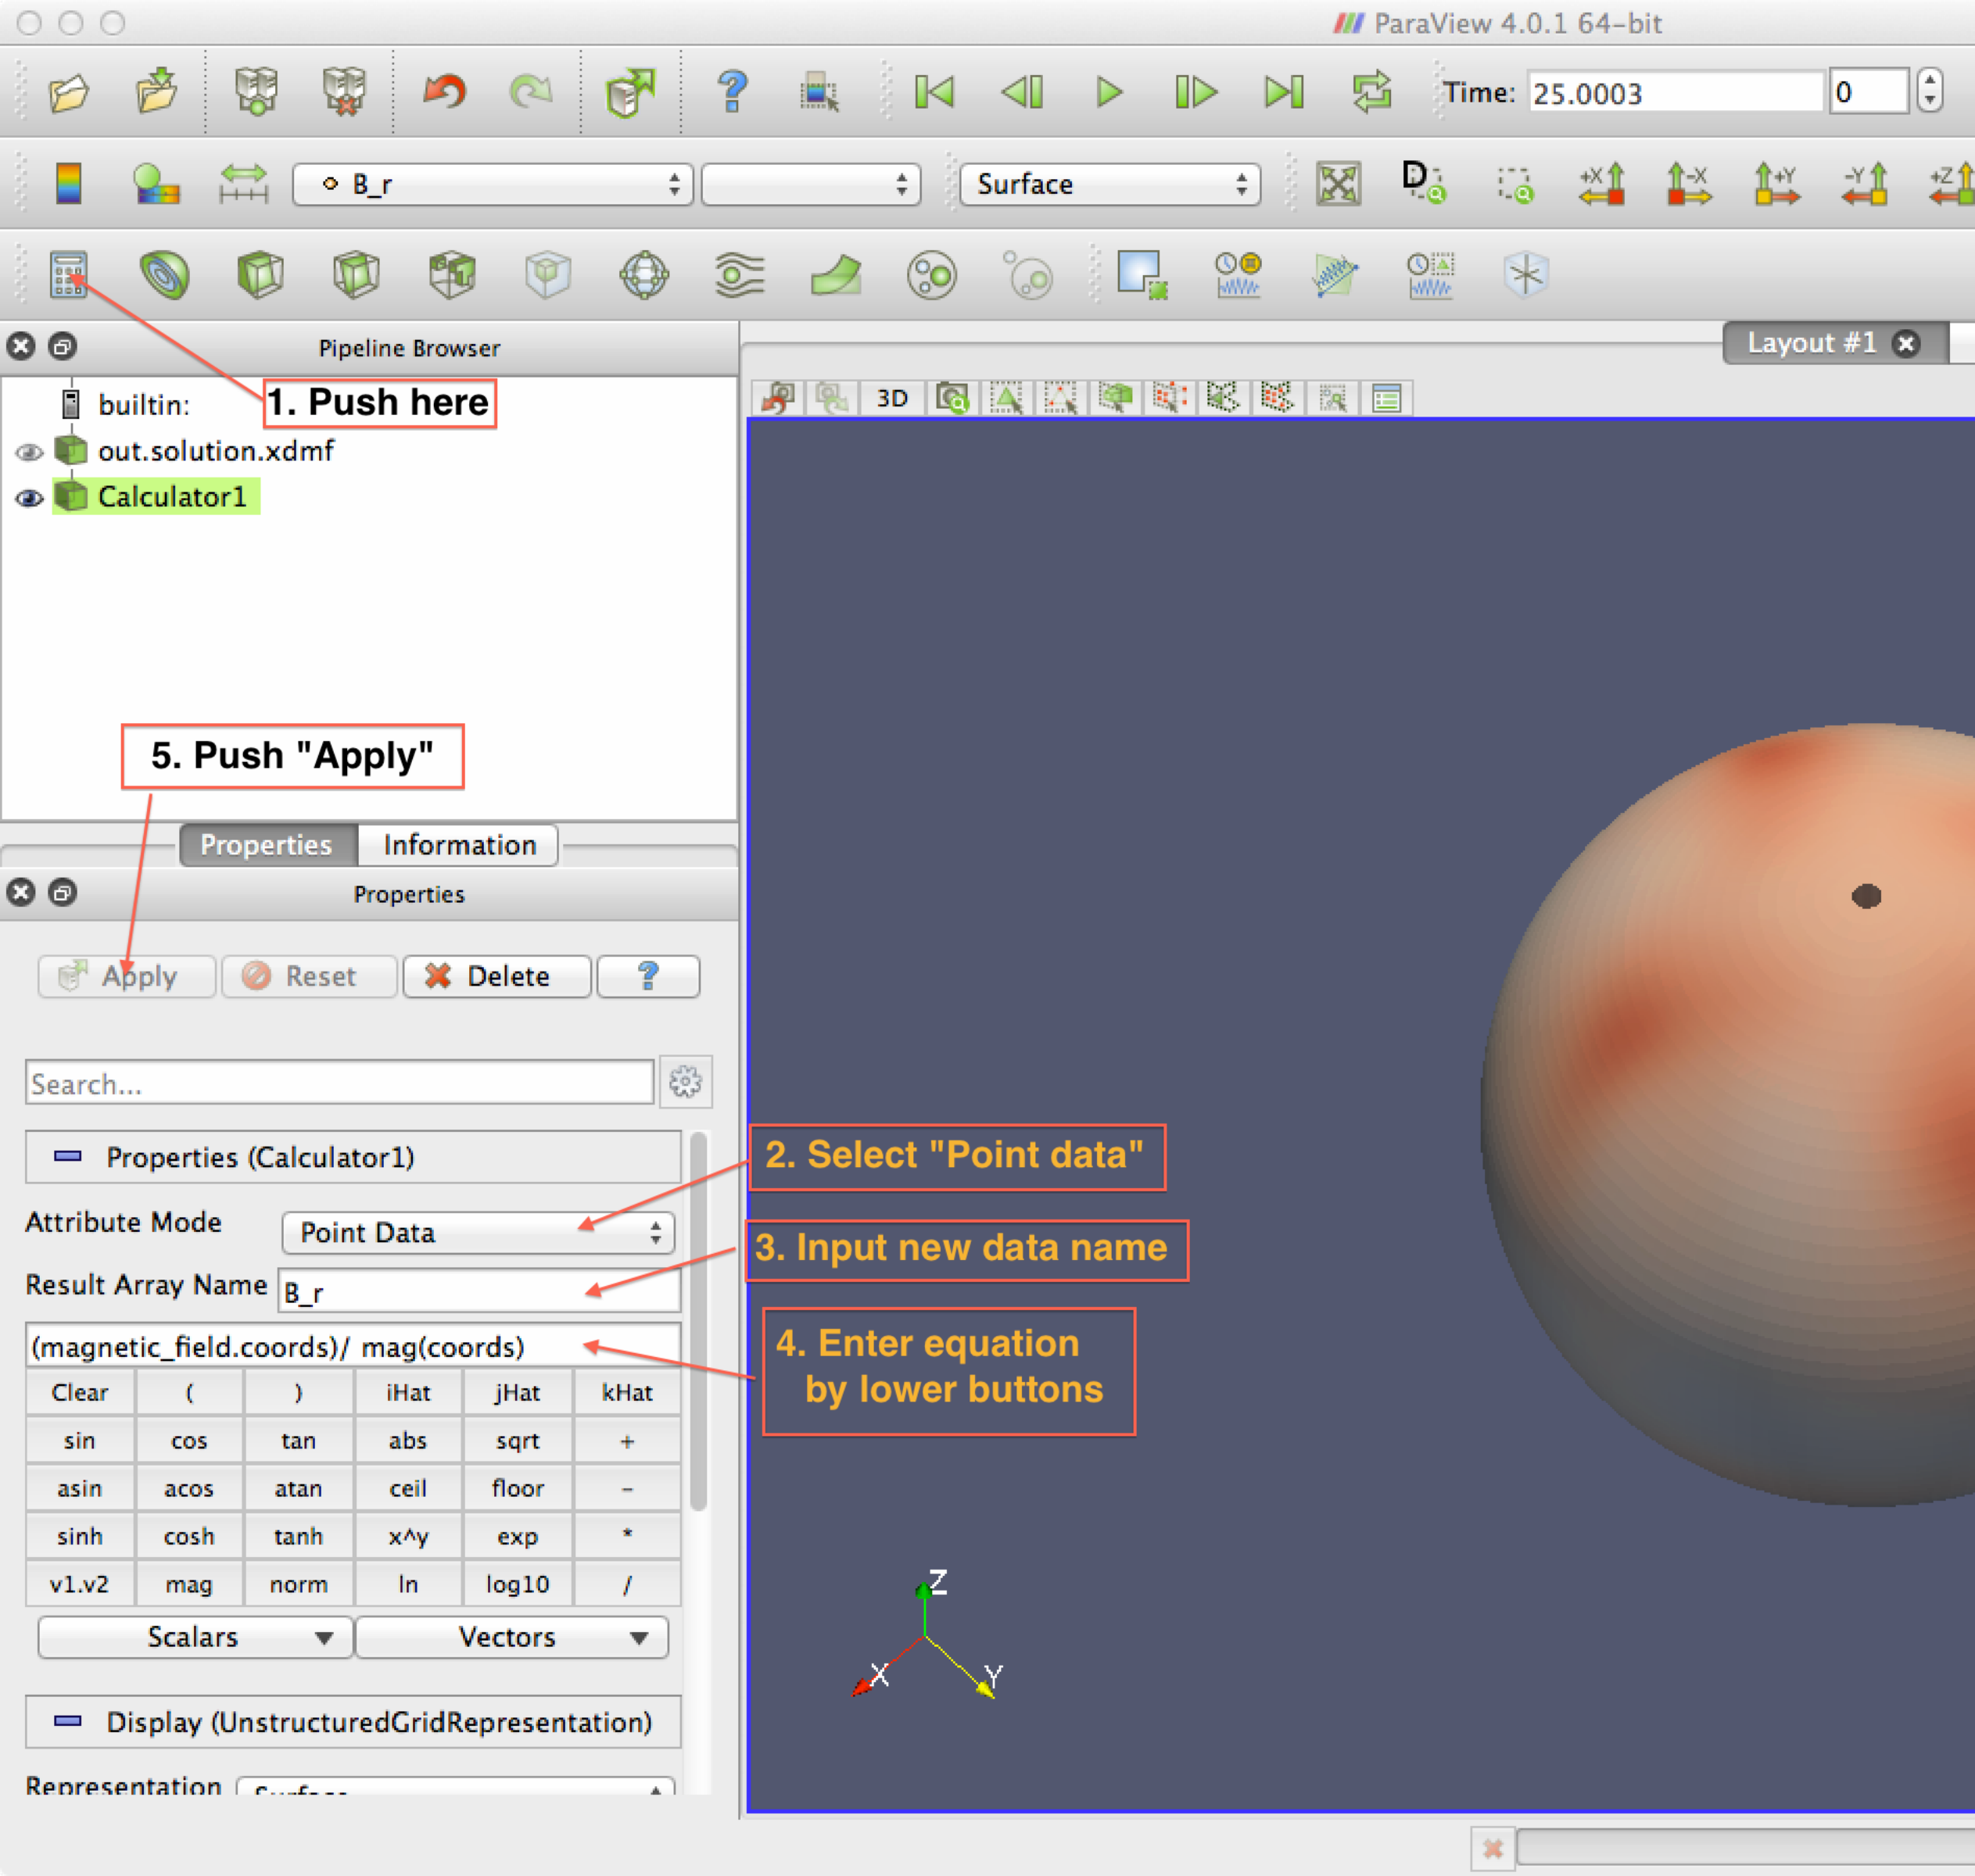 ParaView 4.0.1 64-bit
Time: 25.0003 0
B_r Surface D +X -X +Y -Y +Z
Pipeline Browser
Layout #1
builtin:
1. Push here
3D
out.solution.xdmf
Calculator1
5. Push "Apply"
Properties Information
Properties
Apply Reset Delete ?
Search...
Properties (Calculator1)
2. Select "Point data"
Attribute Mode Point Data
3. Input new data name
Result Array Name B_r
(magnetic_field.coords)/ mag(coords)
4. Enter equation
by lower buttons
Clear ( ) iHat jHat kHat
sin cos tan abs sqrt +
asin acos atan ceil floor -
sinh cosh tanh x^y exp *
v1.v2 mag norm ln log10 /
Scalars Vectors
Z
X Y
Display (UnstructuredGridRepresentation)
Representation Surface